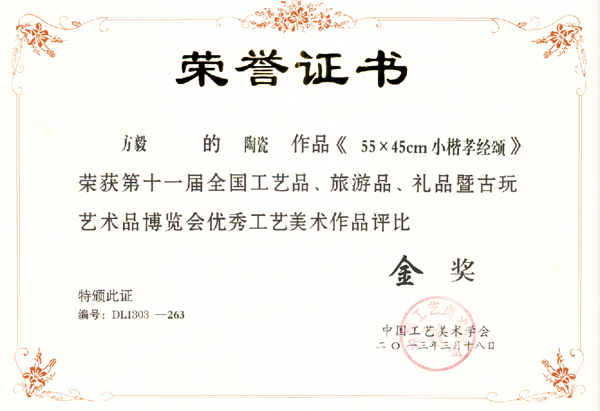 荣誉证书
方毅 的 陶瓷 作品《 55×45cm 小楷孝经颂 》
荣获第十一届全国工艺品、旅游品、礼品暨古玩
艺术品博览会优秀工艺美术作品评比
金 奖
特颁此证
编号：DL1303 —263
中国工艺美术学会
二〇一三年三月十八日